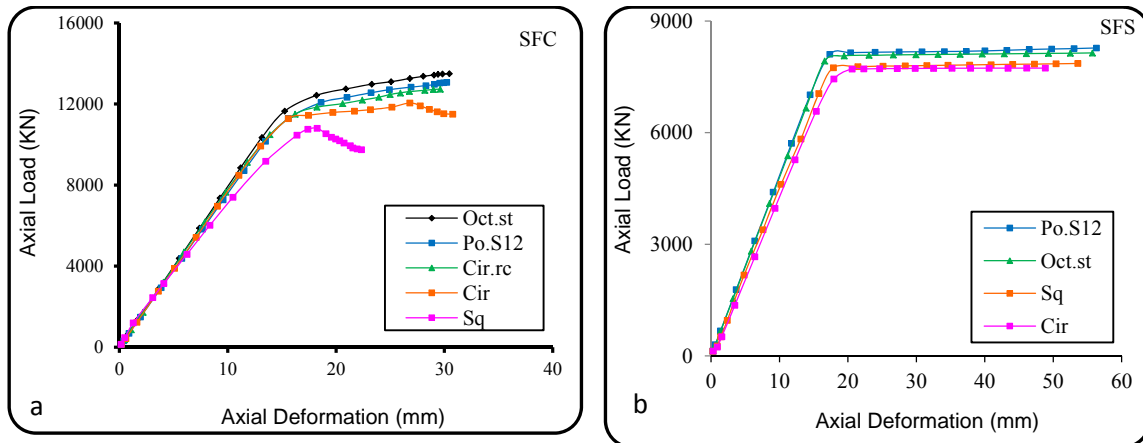 SFC
Axial Load (KN)
16000
12000
8000
4000
0
0 10 20 30 40
Axial Deformation (mm)
Oct.st
Po.S12
Cir.rc
Cir
Sq
a
SFS
Axial Load (KN)
9000
6000
3000
0
0 10 20 30 40 50 60
Axial Deformation (mm)
Po.S12
Oct.st
Sq
Cir
b